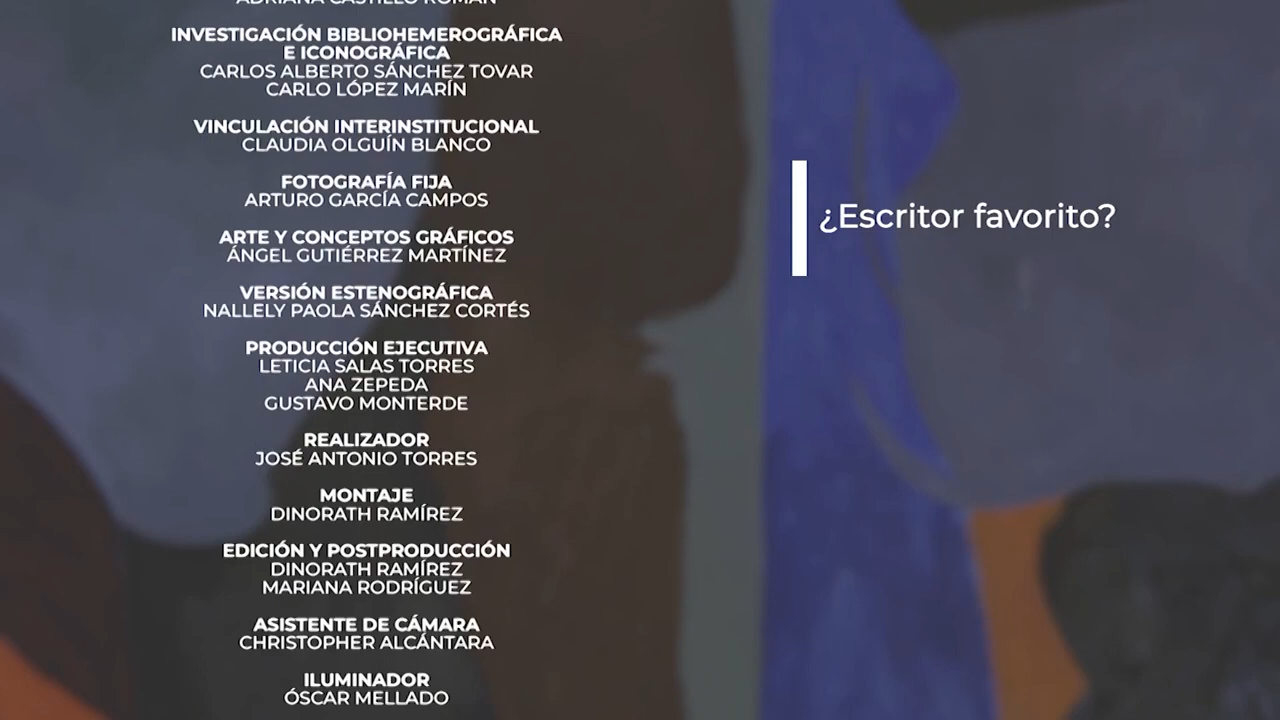 ADRIANA CASTILLO ROMÁN
INVESTIGACIÓN BIBLIOHEMEROGRÁFICA
E ICONOGRÁFICA
CARLOS ALBERTO SÁNCHEZ TOVAR
CARLO LÓPEZ MARÍN
VINCULACIÓN INTERINSTITUCIONAL
CLAUDIA OLGUÍN BLANCO
FOTOGRAFÍA FIJA
ARTURO GARCÍA CAMPOS
ARTE Y CONCEPTOS GRÁFICOS
ÁNGEL GUTIÉRREZ MARTÍNEZ
VERSIÓN ESTENOGRÁFICA
NALLELY PAOLA SÁNCHEZ CORTÉS
PRODUCCIÓN EJECUTIVA
LETICIA SALAS TORRES
ANA ZEPEDA
GUSTAVO MONTERDE
REALIZADOR
JOSÉ ANTONIO TORRES
MONTAJE
DINORATH RAMÍREZ
EDICIÓN Y POSTPRODUCCIÓN
DINORATH RAMÍREZ
MARIANA RODRÍGUEZ
ASISTENTE DE CÁMARA
CHRISTOPHER ALCÁNTARA
ILUMINADOR
ÓSCAR MELLADO
¿Escritor favorito?